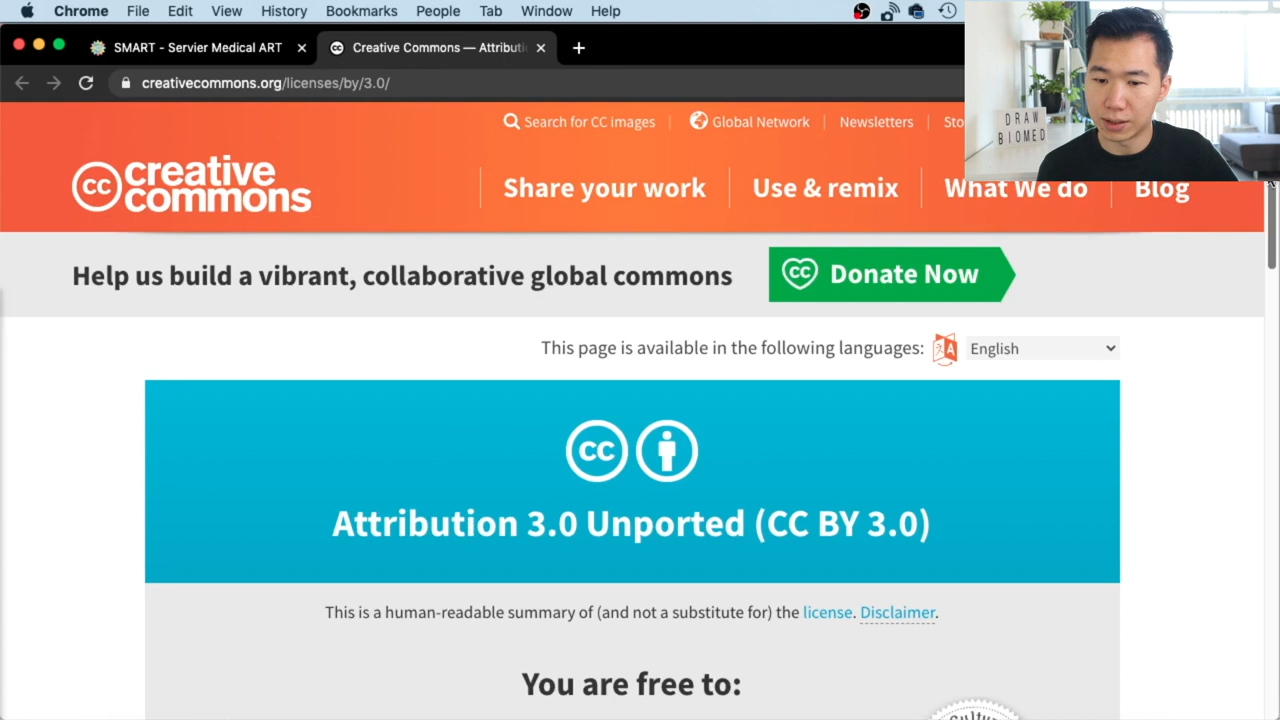 Chrome File Edit View History Bookmarks People Tab Window Help
SMART - Servier Medical ART
Creative Commons — Attributi
creativecommons.org/licenses/by/3.0/
DRAW
BIOMED
Search for CC Images
Global Network
Newsletters
Sto
cc creative
commons
Share your work
Use & remix
What We do
Blog
Help us build a vibrant, collaborative global commons
cc Donate Now
This page is available in the following languages:
English
cc
Attribution 3.0 Unported (CC BY 3.0)
This is a human-readable summary of (and not a substitute for) the license. Disclaimer.
You are free to: